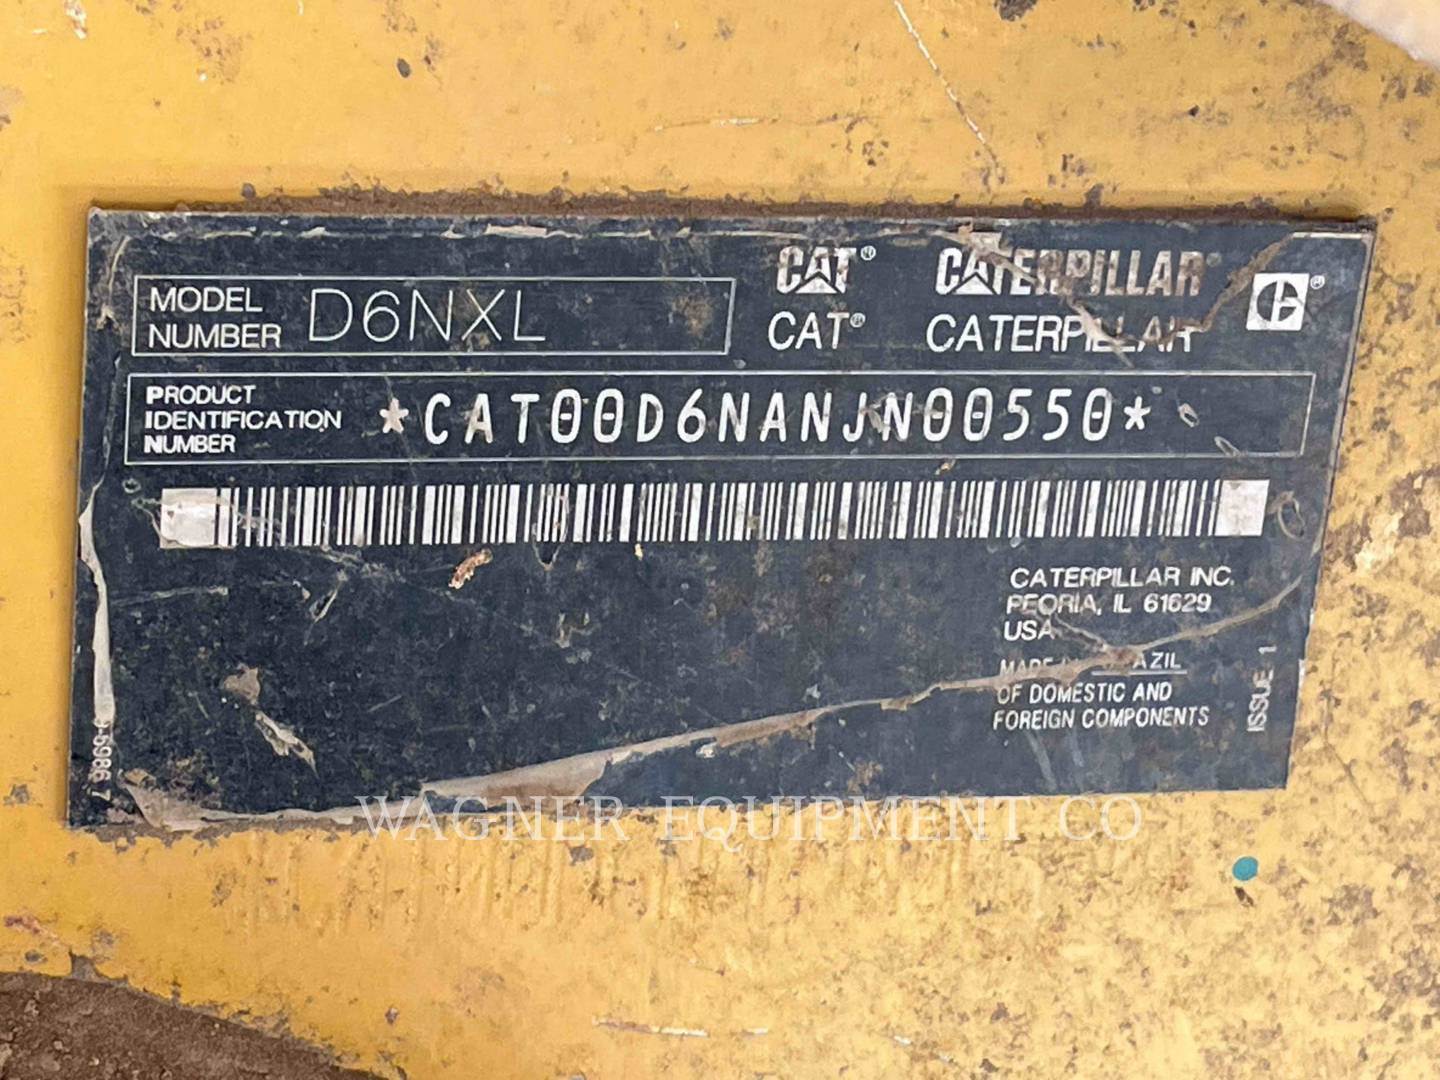 MODEL NUMBER D6NXL
CAT® CATERPILLAR®
CAT® CATERPILLAR
PRODUCT IDENTIFICATION NUMBER *CAT00D6NANJN00550*
CATERPILLAR INC.
PEORIA, IL 61629
USA
MADE
OF DOMESTIC AND
FOREIGN COMPONENTS
ISSUE 1
WAGNER EQUIPMENT CO